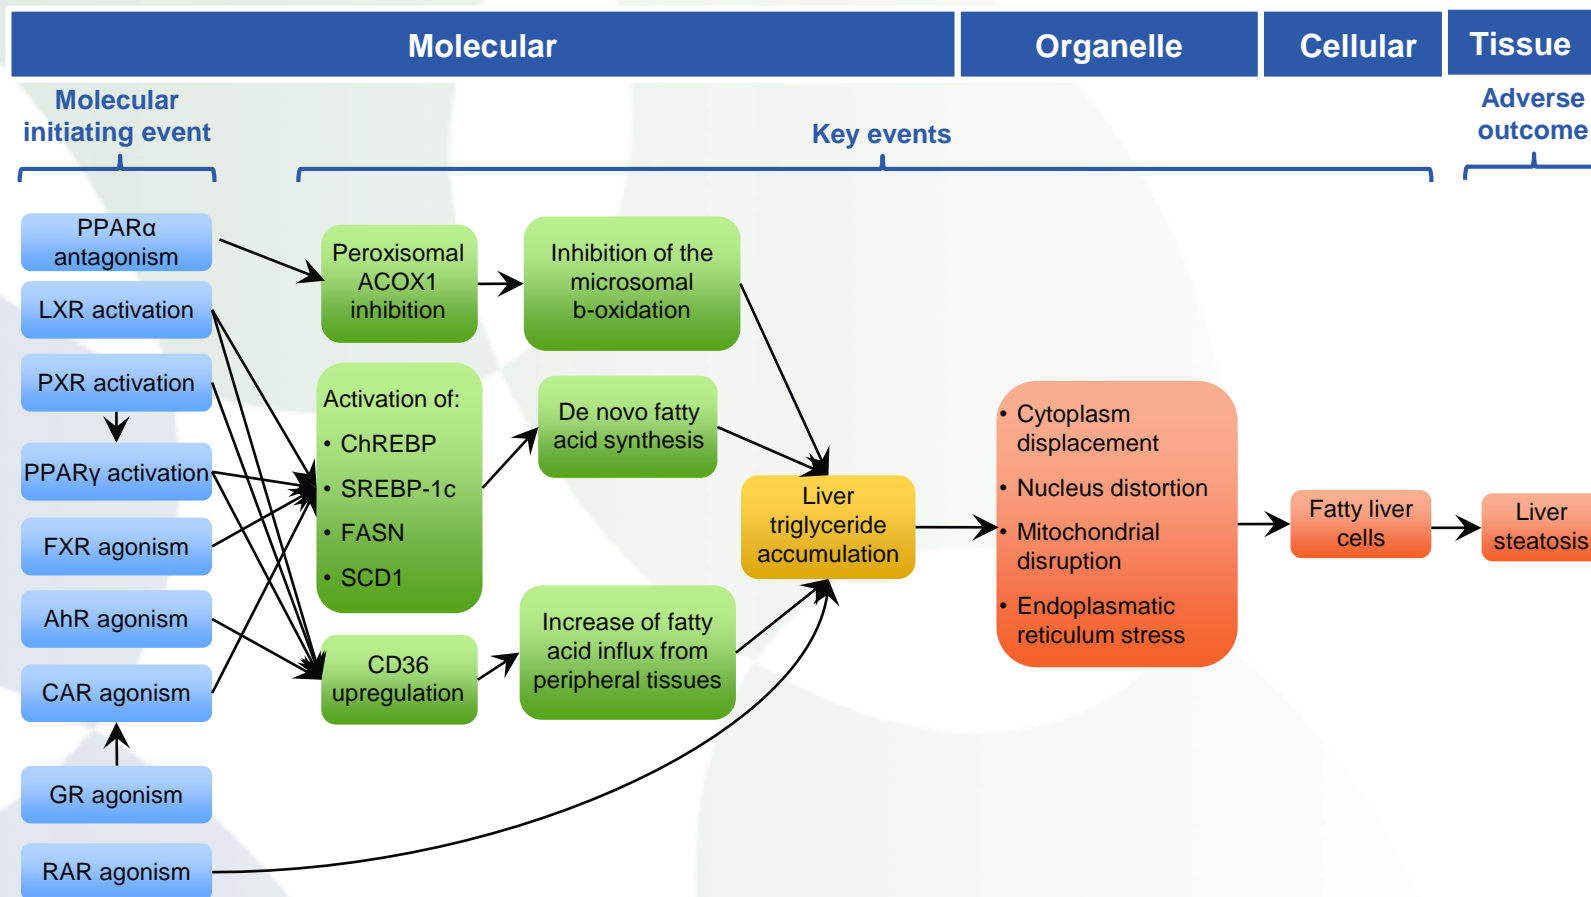 Molecular
Organelle
Cellular
Tissue
Molecular
initiating event
Key events
Adverse
outcome
PPARα
antagonism
LXR activation
PXR activation
PPARγ activation
FXR agonism
AhR agonism
CAR agonism
GR agonism
RAR agonism
Peroxisomal
ACOX1
inhibition
Inhibition of the
microsomal
b-oxidation
Activation of:
• ChREBP
• SREBP-1c
• FASN
• SCD1
De novo fatty
acid synthesis
CD36
upregulation
Increase of fatty
acid influx from
peripheral tissues
Liver
triglyceride
accumulation
• Cytoplasm
displacement
• Nucleus distortion
• Mitochondrial
disruption
• Endoplasmatic
reticulum stress
Fatty liver
cells
Liver
steatosis